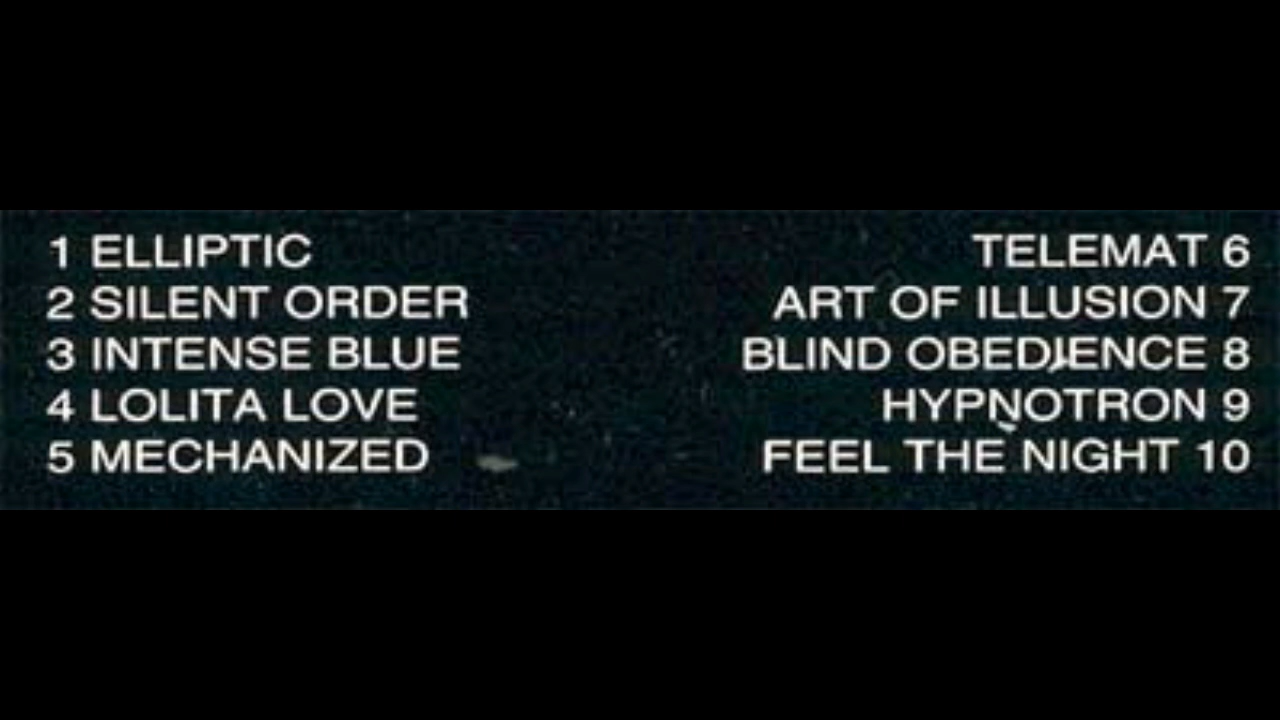 1 ELLIPTIC
2 SILENT ORDER
3 INTENSE BLUE
4 LOLITA LOVE
5 MECHANIZED
TELEMAT 6
ART OF ILLUSION 7
BLIND OBEDIENCE 8
HYPNOTRON 9
FEEL THE NIGHT 10